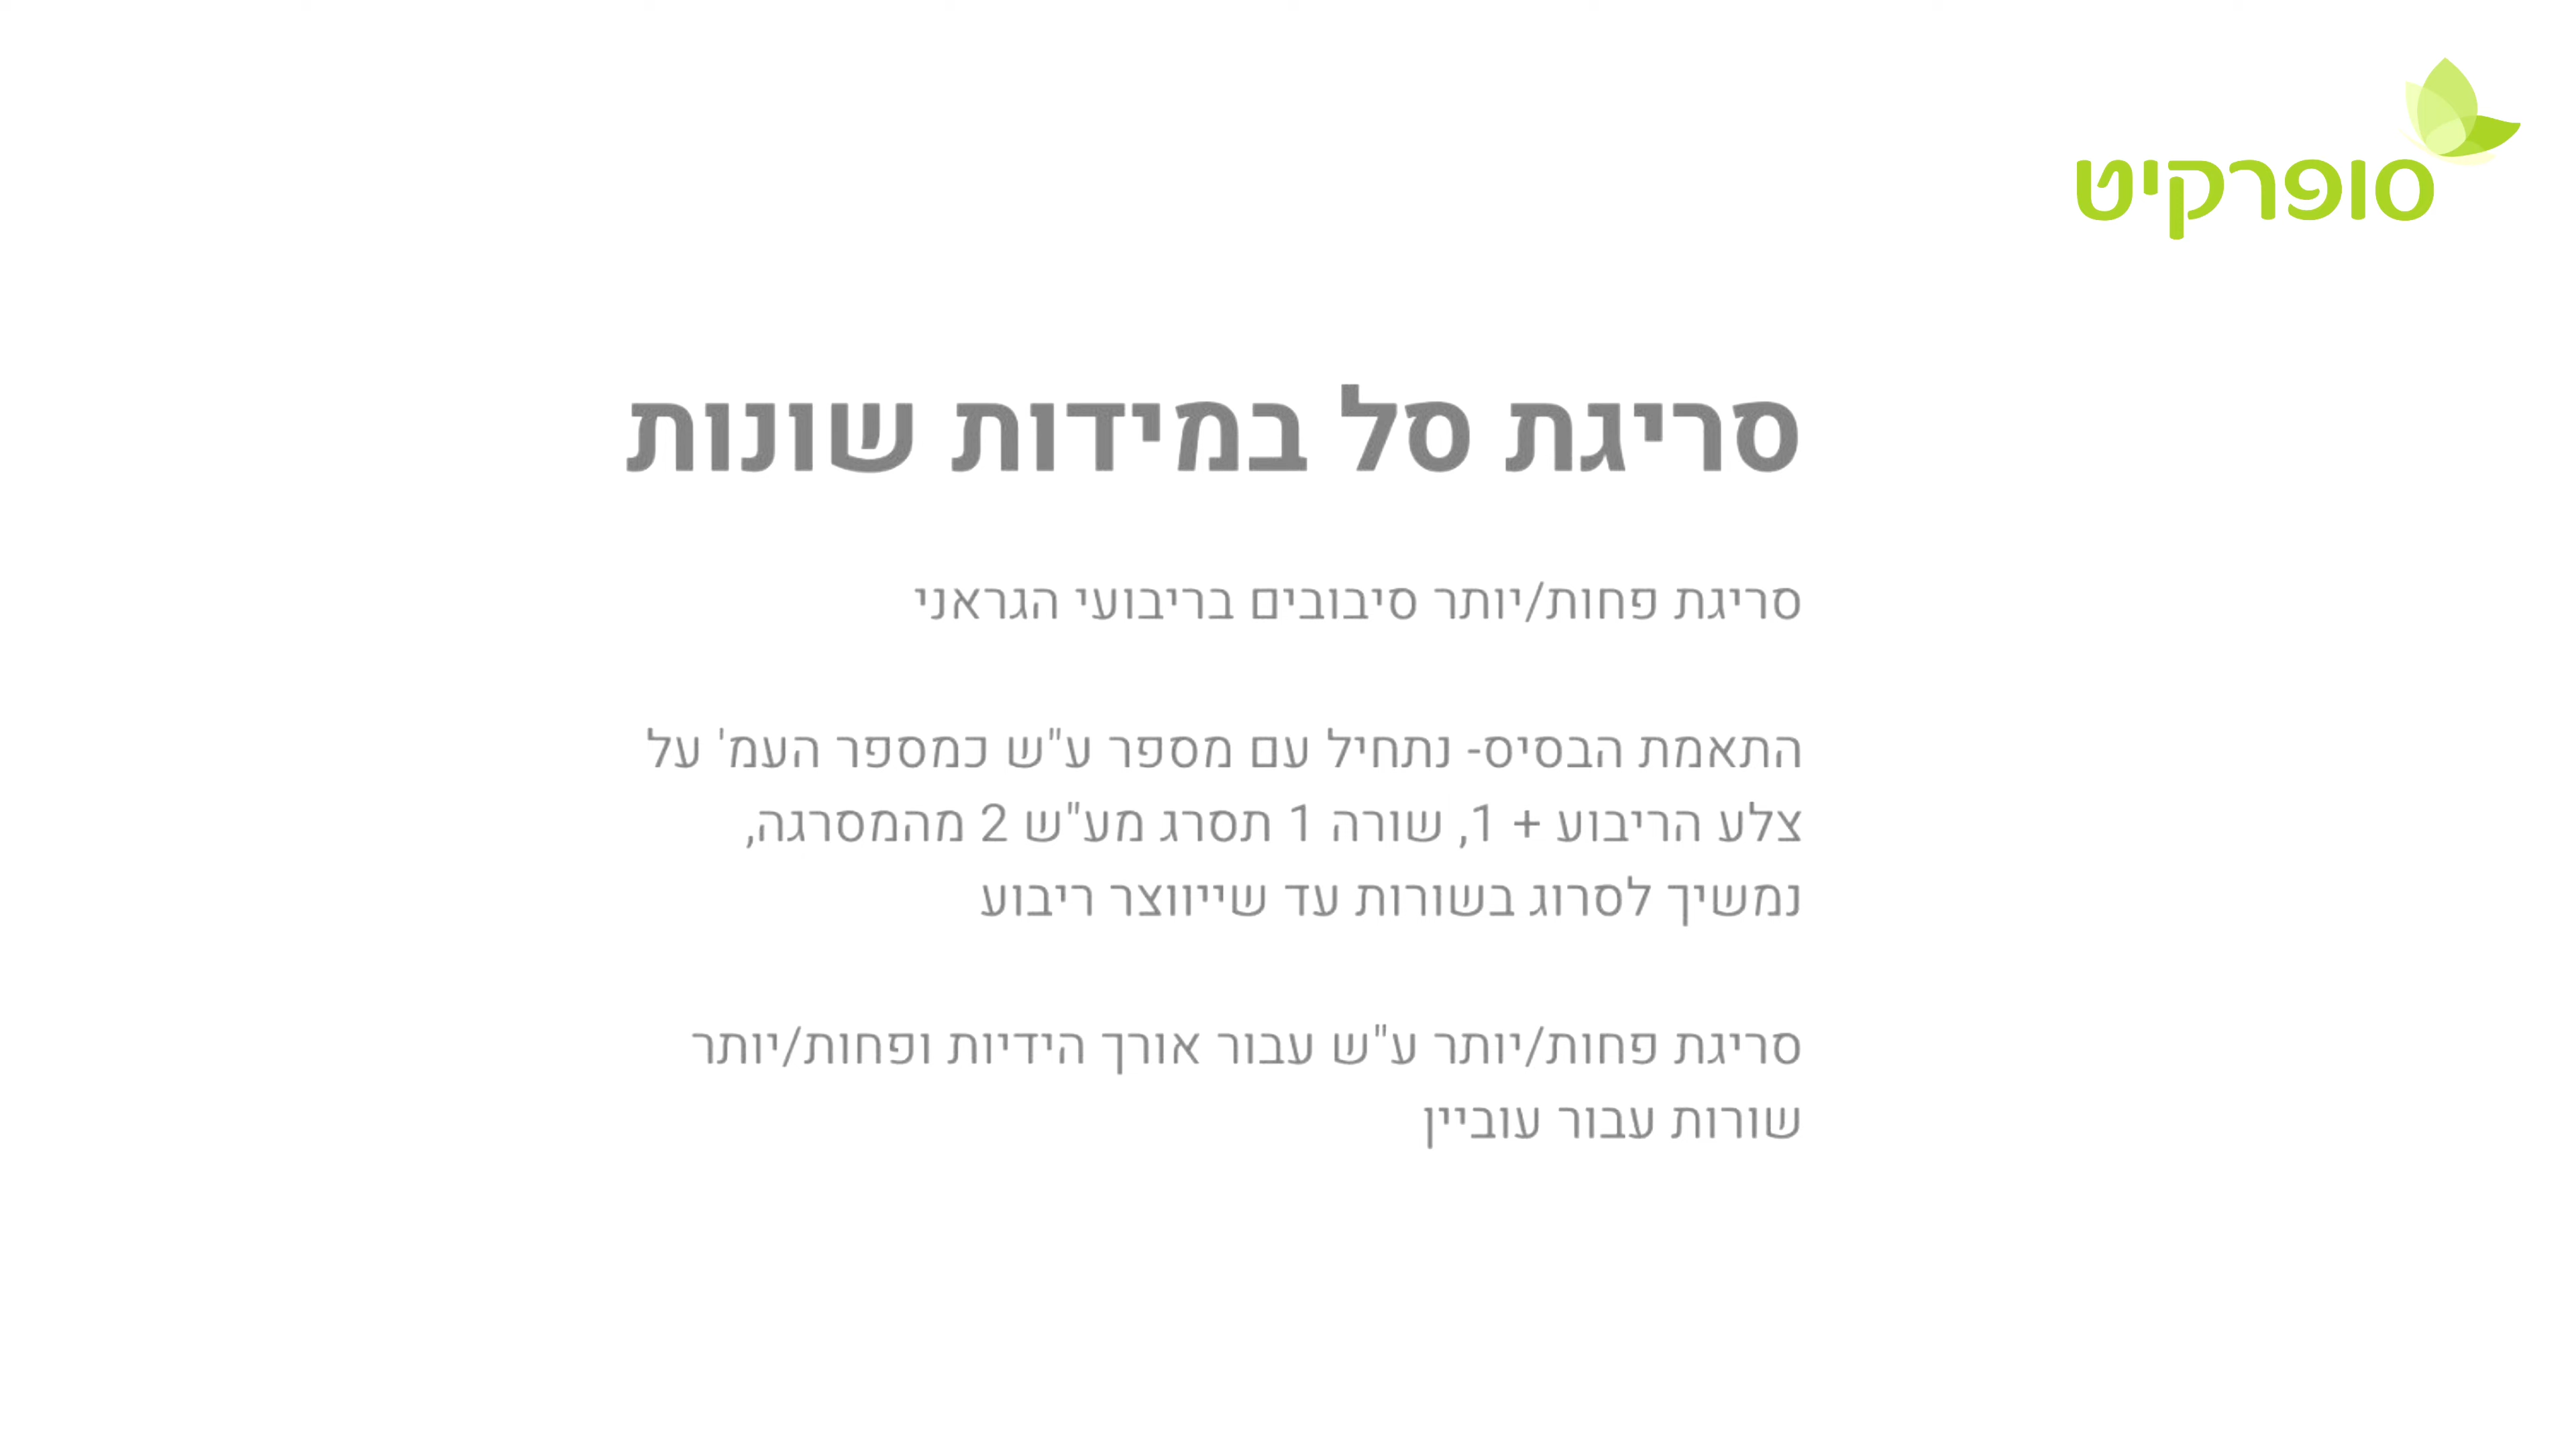 סופרקיט
סריגת סל במידות שונות
סריגת פחות/יותר סיבובים בריבועי הגראני
התאמת הבסיס- נתחיל עם מספר ע"ש כמספר העמ' על
צלע הריבוע + 1, שורה 1 תסרג מע"ש 2 מהמסרגה,
נמשיך לסרוג בשורות עד שייווצר ריבוע
סריגת פחות/יותר ע"ש עבור אורך הידיות ופחות/יותר
שורות עבור עוביין